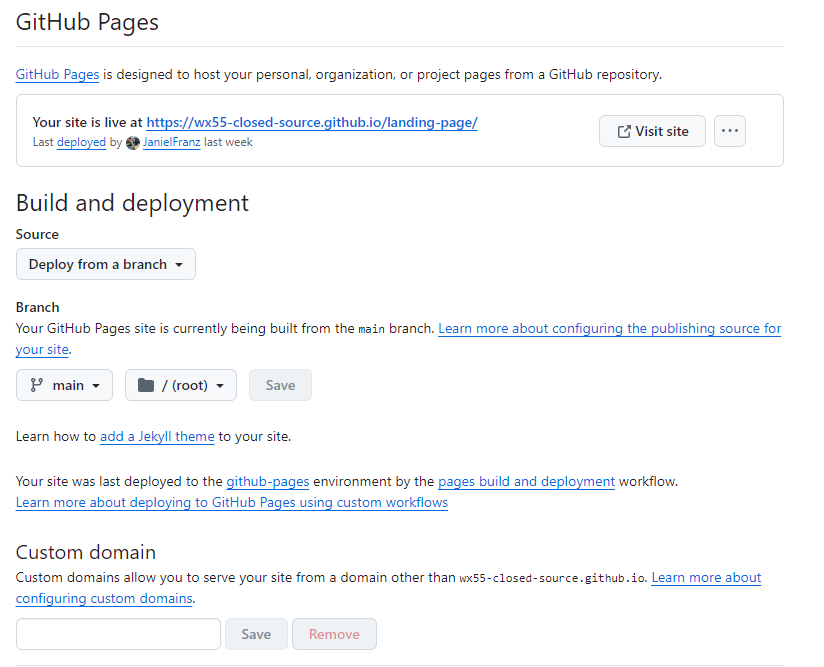 GitHub Pages
GitHub Pages is designed to host your personal, organization, or project pages from a GitHub repository.
Your site is live at https://wx55-closed-source.github.io/landing-page/
Last deployed by JanielFranz last week
Visit site
Build and deployment
Source
Deploy from a branch
Branch
Your GitHub Pages site is currently being built from the main branch. Learn more about configuring the publishing source for
your site.
main
/ (root)
Save
Learn how to add a Jekyll theme to your site.
Your site was last deployed to the github-pages environment by the pages build and deployment workflow.
Learn more about deploying to GitHub Pages using custom workflows
Custom domain
Custom domains allow you to serve your site from a domain other than wx55-closed-source.github.io. Learn more about
configuring custom domains.
Save
Remove